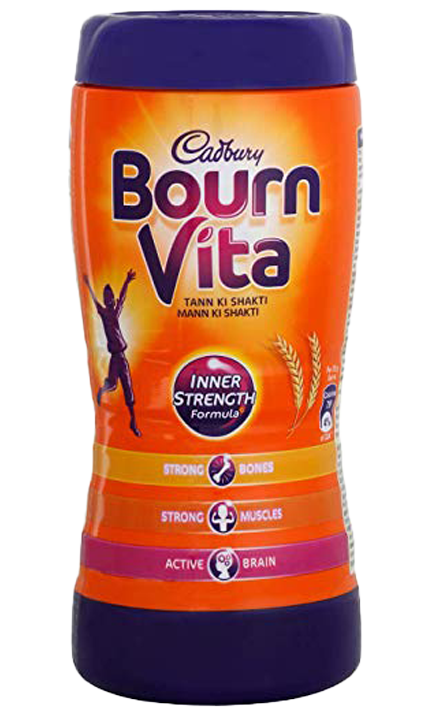 Cadbury
Bourn
Vita
TANN KI SHAKTI
MANN KI SHAKTI
INNER
STRENGTH
Formula
STRONG BONES
STRONG MUSCLES
ACTIVE BRAIN